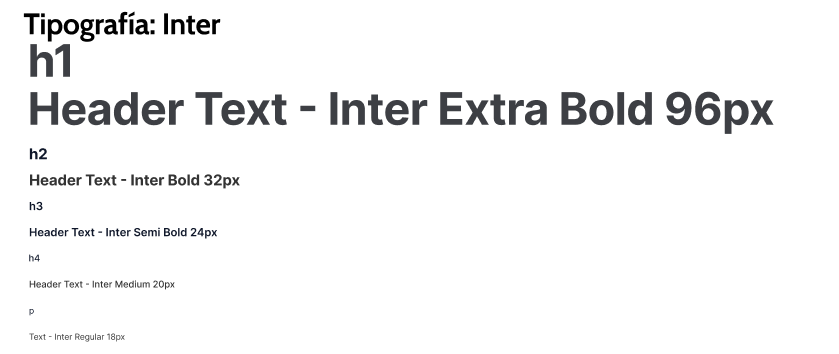 Tipografía: Inter
h1
Header Text - Inter Extra Bold 96px
h2
Header Text - Inter Bold 32px
h3
Header Text - Inter Semi Bold 24px
h4
Header Text - Inter Medium 20px
p
Text - Inter Regular 18px